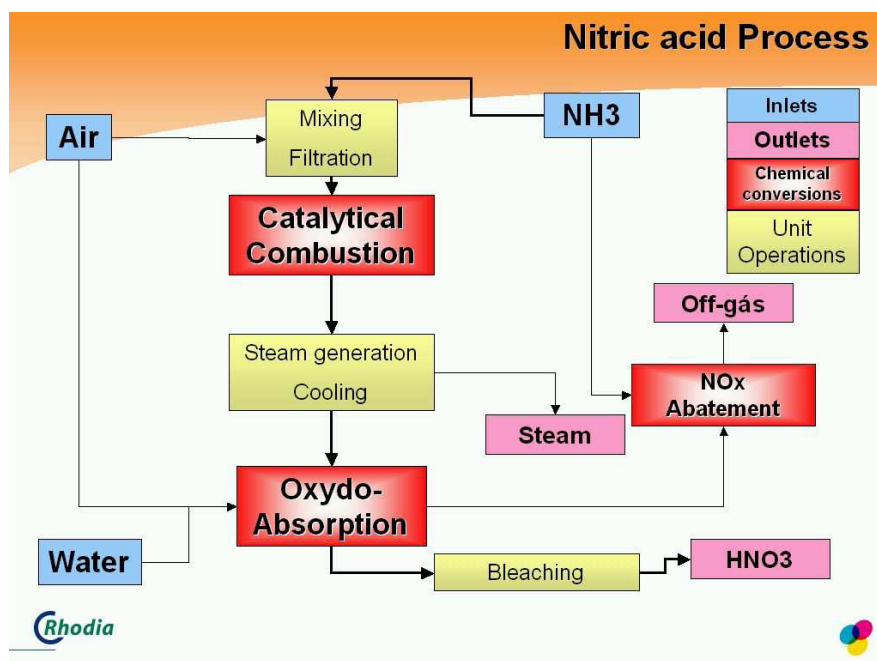 Nitric acid Process
Air
Mixing
Filtration
NH3
Inlets
Outlets
Chemical
conversions
Unit
Operations
Catalytical
Combustion
Off-gás
Steam generation
Cooling
NOx
Abatement
Steam
Oxydo-
Absorption
Water
Bleaching
HNO3
Rhodia